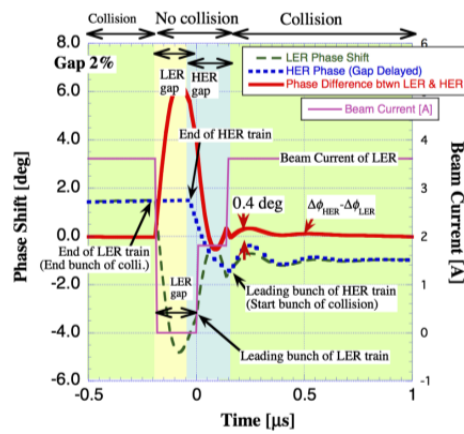 Collision No collision Collision
8.0
6
Gap 2%
LER gap
HER gap
LER Phase Shift
HER Phase (Gap Delayed)
Phase Difference btwn LER & HER
Beam Current [A]
6.0
5
End of HER train
4.0
4
Beam Current of LER
2.0
3
0.4 deg
Δϕ_HER-Δϕ_LER
0.0
2
End of LER train
(End bunch of colli.)
-2.0
1
LER gap
Leading bunch of HER train
(Start bunch of collision)
-4.0
0
Leading bunch of LER train
-6.0
-1
-0.5 0 0.5 1
Time [μs]
Phase Shift [deg]
Beam Current [A]